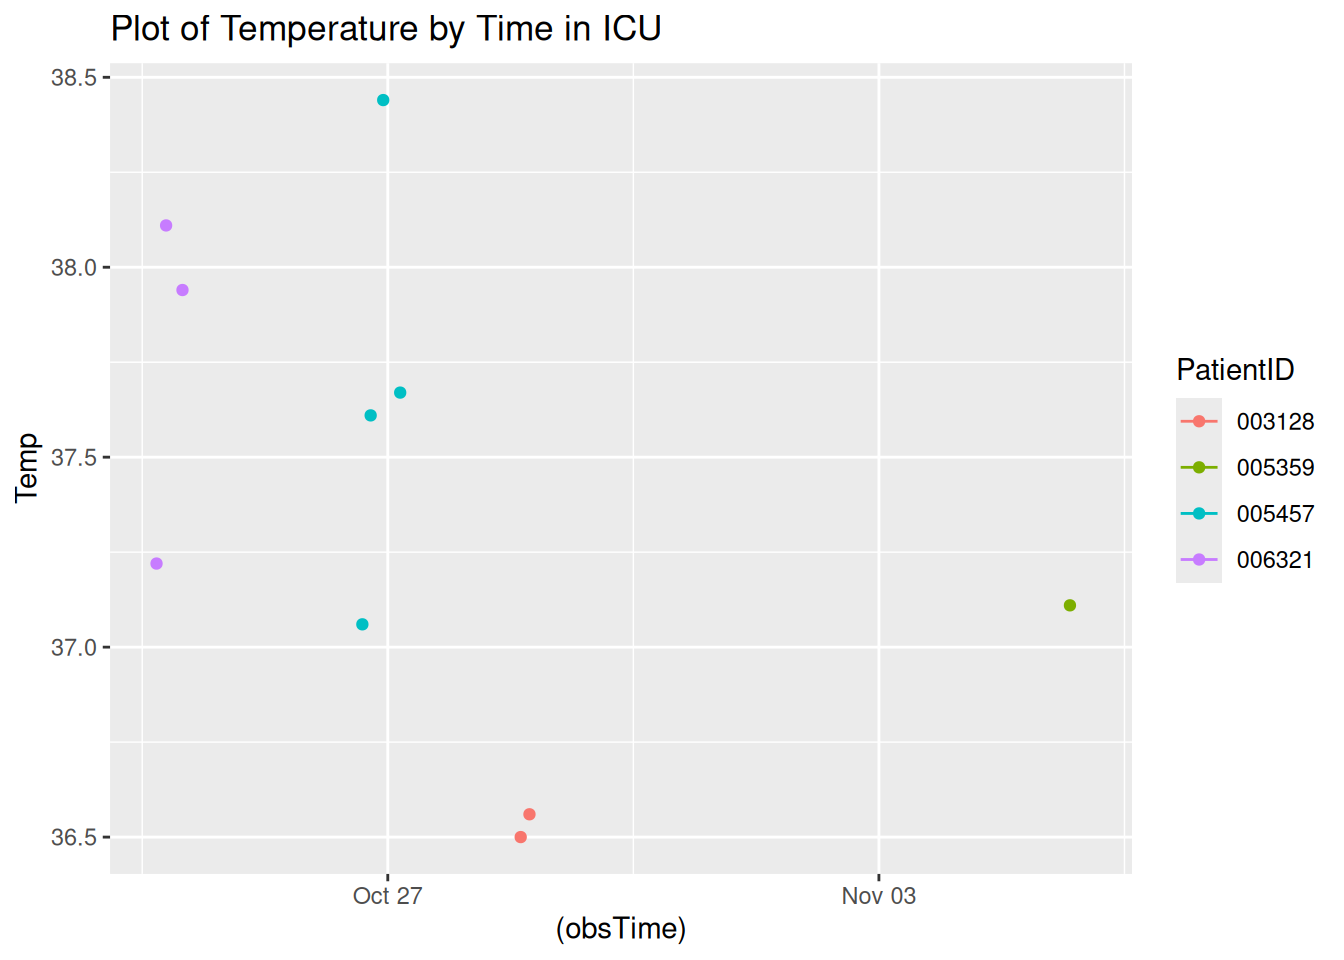 Plot of Temperature by Time in ICU
38.5
38.0
37.5
37.0
36.5
Temp
Oct 27
Nov 03
(obsTime)
PatientID
003128
005359
005457
006321